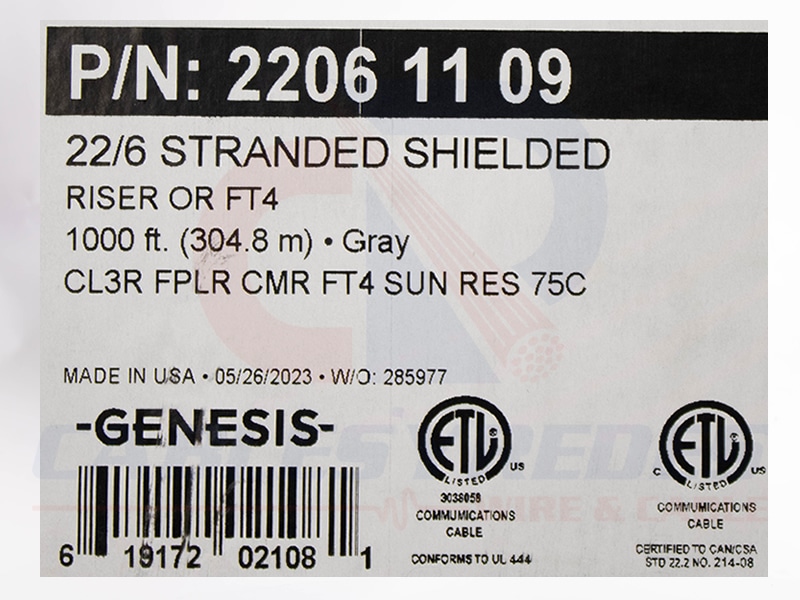 P/N: 2206 11 09
22/6 STRANDED SHIELDED
RISER OR FT4
1000 ft. (304.8 m) • Gray
CL3R FPLR CMR FT4 SUN RES 75C
MADE IN USA • 05/26/2023 • W/O: 285977
-GENESIS-
6 19172 02108 1
ETL
LISTED
US
COMMUNICATIONS
CABLE
CONFORMS TO UL 444
ETL
LISTED
C US
COMMUNICATIONS
CABLE
CERTIFIED TO CAN/CSA
STD 22.2 NO. 214-08
WIRE & CABLE